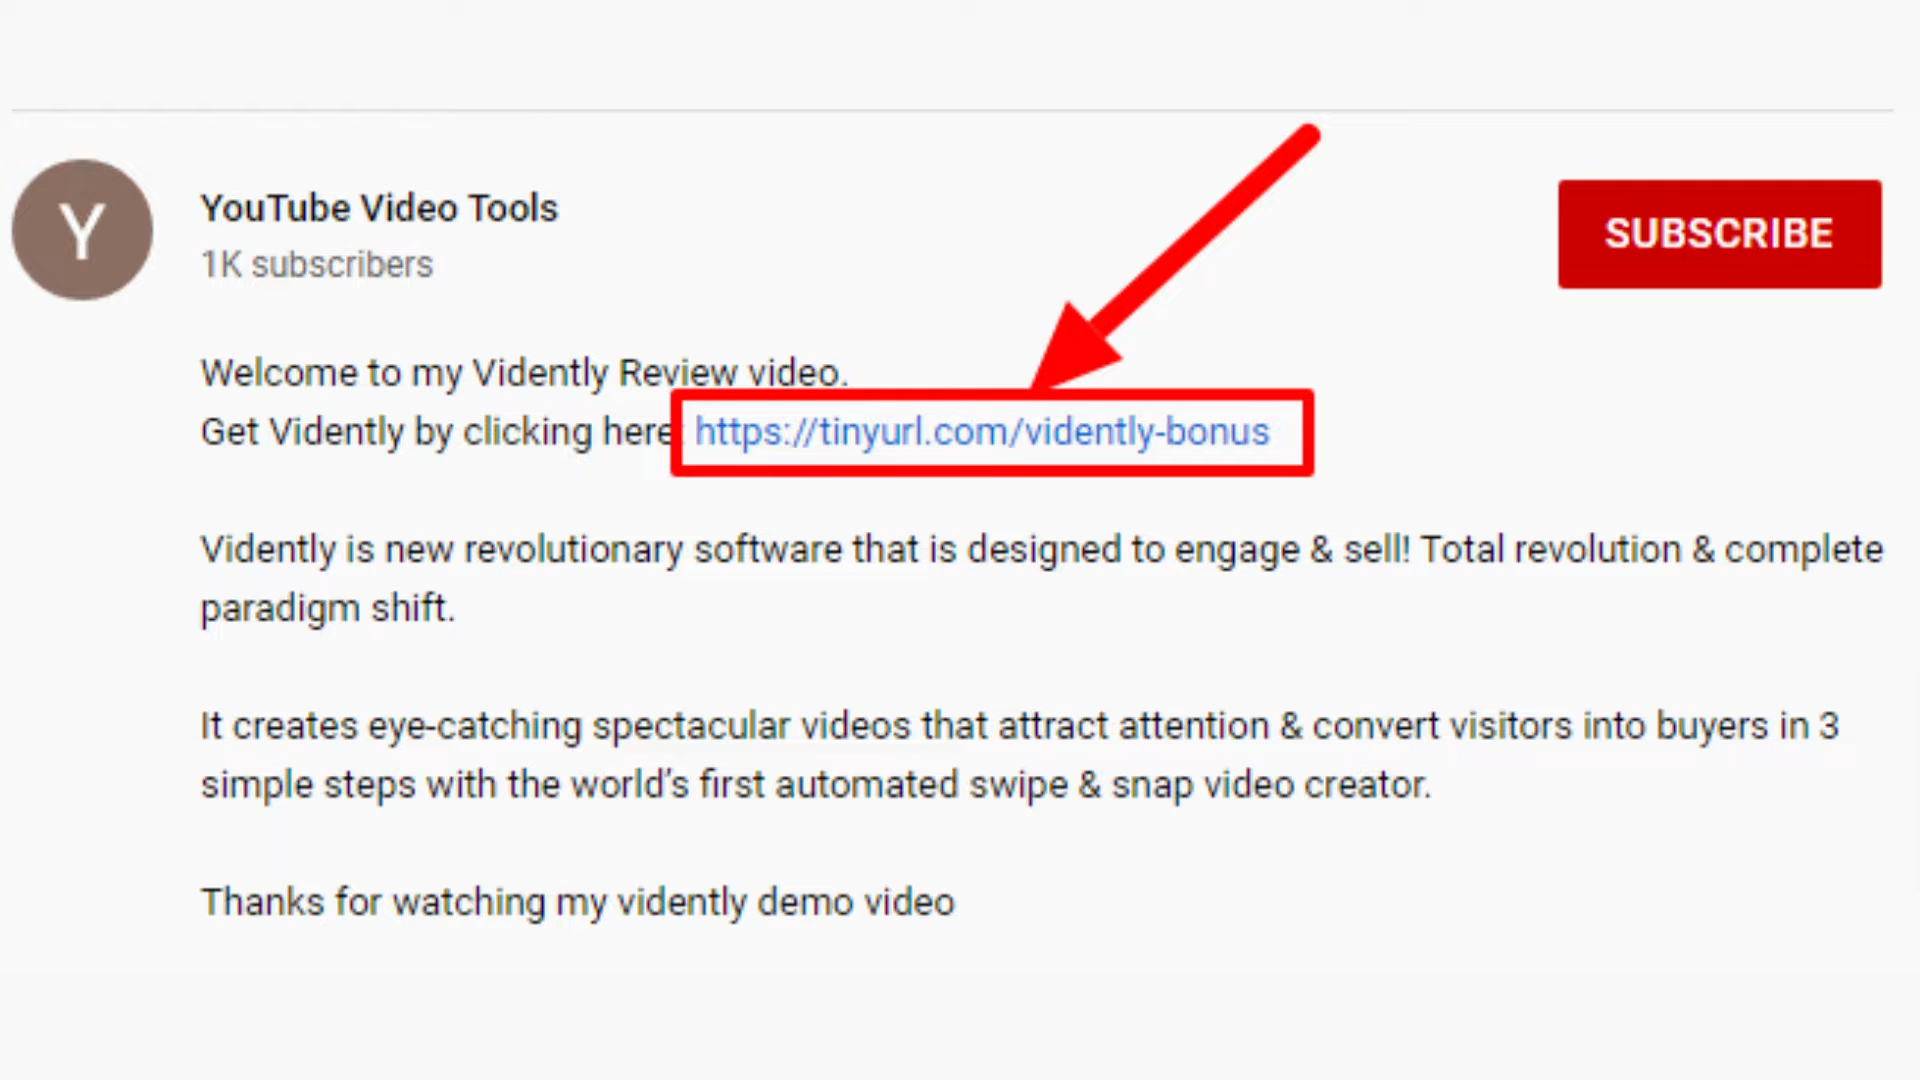 Y
YouTube Video Tools
1K subscribers
SUBSCRIBE
Welcome to my Vidently Review video.
Get Vidently by clicking here: https://tinyurl.com/vidently-bonus
Vidently is new revolutionary software that is designed to engage & sell! Total revolution & complete
paradigm shift.
It creates eye-catching spectacular videos that attract attention & convert visitors into buyers in 3
simple steps with the world's first automated swipe & snap video creator.
Thanks for watching my vidently demo video